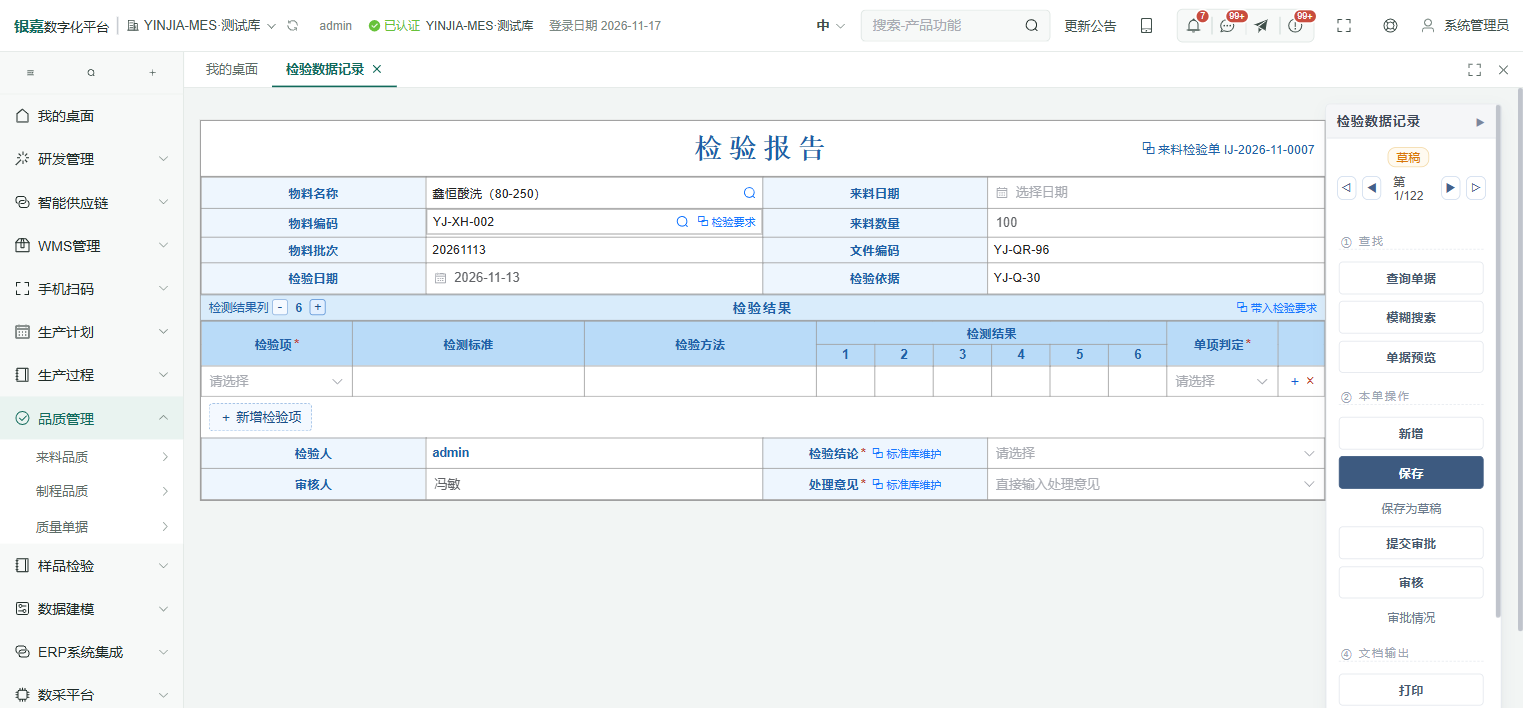 银嘉数字化平台 YINJIA-MES·测试库 admin 已认证 YINJIA-MES·测试库 登录日期 2026-11-17 中 搜索-产品功能 更新公告 7 99+ 99+ 系统管理员
我的桌面 检验数据记录
我的桌面
研发管理
智能供应链
WMS管理
手机扫码
生产计划
生产过程
品质管理
来料品质
制程品质
质量单据
样品检验
数据建模
ERP系统集成
数采平台
检验报告 来料检验单 IJ-2026-11-0007
物料名称 鑫恒酸洗（80-250） 来料日期 选择日期
物料编码 YJ-XH-002 检验要求 来料数量 100
物料批次 20261113 文件编码 YJ-QR-96
检验日期 2026-11-13 检验依据 YJ-Q-30
检测结果列 - 6 + 检验结果 带入检验要求
检验项* 检测标准 检验方法 检测结果 单项判定*
1 2 3 4 5 6
请选择 请选择 + ×
+ 新增检验项
检验人 admin 检验结论* 标准库维护 请选择
审核人 冯敏 处理意见* 标准库维护 直接输入处理意见
检验数据记录
草稿
第
1/122
① 查找
查询单据
模糊搜索
单据预览
② 本单操作
新增
保存
保存为草稿
提交审批
审核
审批情况
④ 文档输出
打印